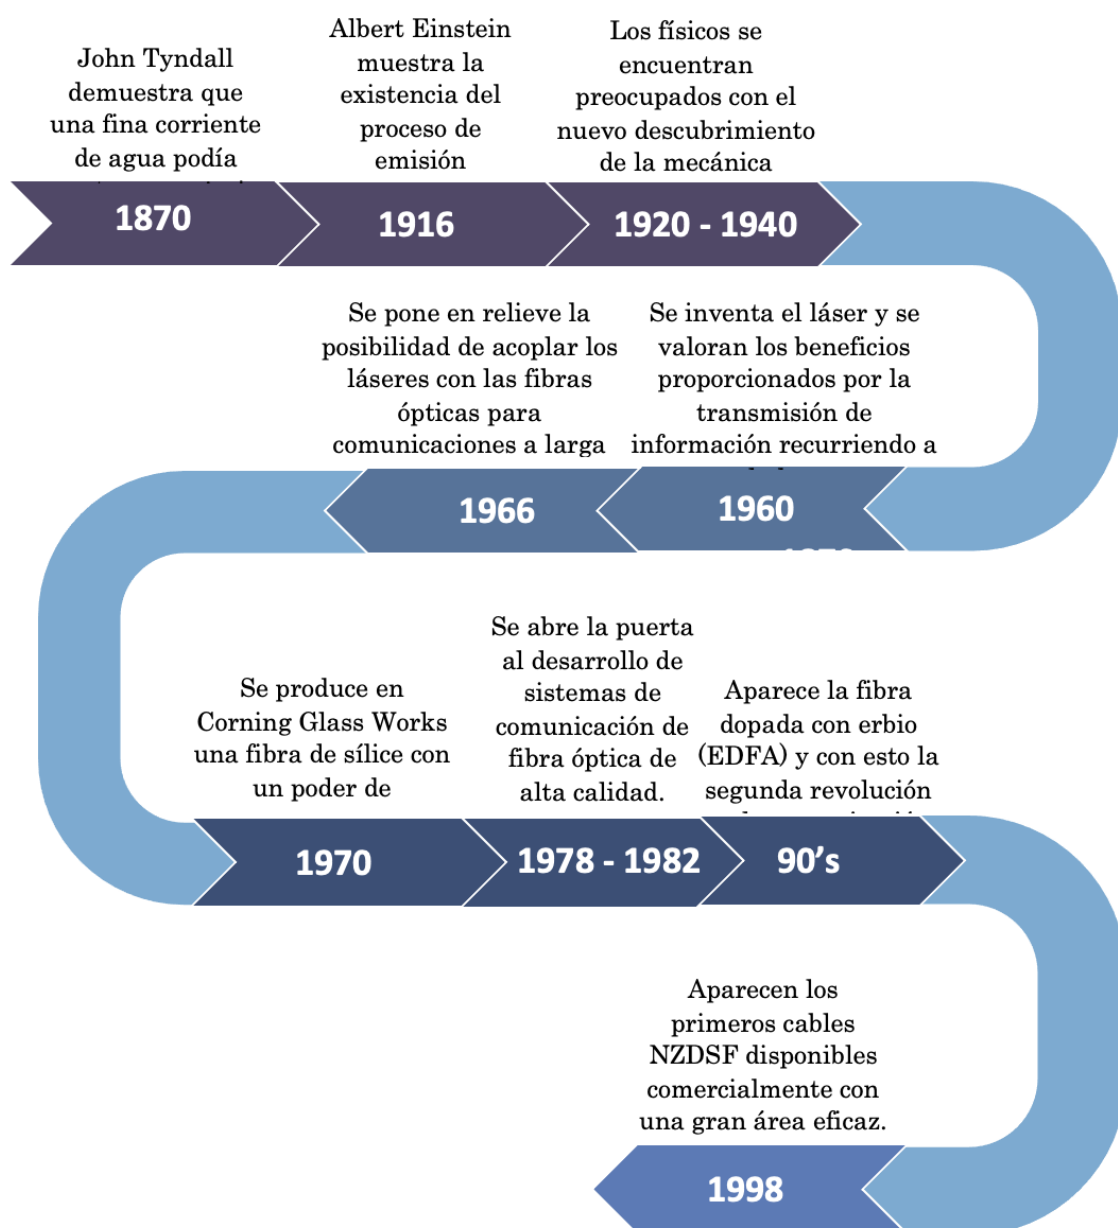 John Tyndall
demuestra que
una fina corriente
de agua podía
1870
Albert Einstein
muestra la
existencia del
proceso de
emisión
1916
Los físicos se
encuentran
preocupados con el
nuevo descubrimiento
de la mecánica
1920 - 1940
Se inventa el láser y se
valoran los beneficios
proporcionados por la
transmisión de
información recurriendo a
1960
Se pone en relieve la
posibilidad de acoplar los
láseres con las fibras
ópticas para
comunicaciones a larga
1966
Se produce en
Corning Glass Works
una fibra de sílice con
un poder de
1970
Se abre la puerta
al desarrollo de
sistemas de
comunicación de
fibra óptica de
alta calidad.
1978 - 1982
Aparece la fibra
dopada con erbio
(EDFA) y con esto la
segunda revolución
90's
Aparecen los
primeros cables
NZDSF disponibles
comercialmente con
una gran área eficaz.
1998